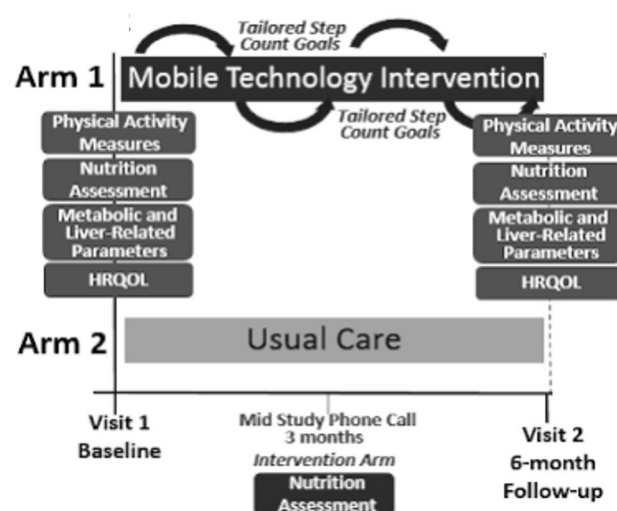 Tailored Step
Count Goals
Arm 1
Mobile Technology Intervention
Tailored Step
Count Goals
Physical Activity
Measures
Nutrition
Assessment
Metabolic and
Liver-Related
Parameters
HRQOL
Physical Activity
Measures
Nutrition
Assessment
Metabolic and
Liver-Related
Parameters
HRQOL
Arm 2
Usual Care
Visit 1
Baseline
Mid Study Phone Call
3 months
Intervention Arm
Nutrition
Assessment
Visit 2
6-month
Follow-up